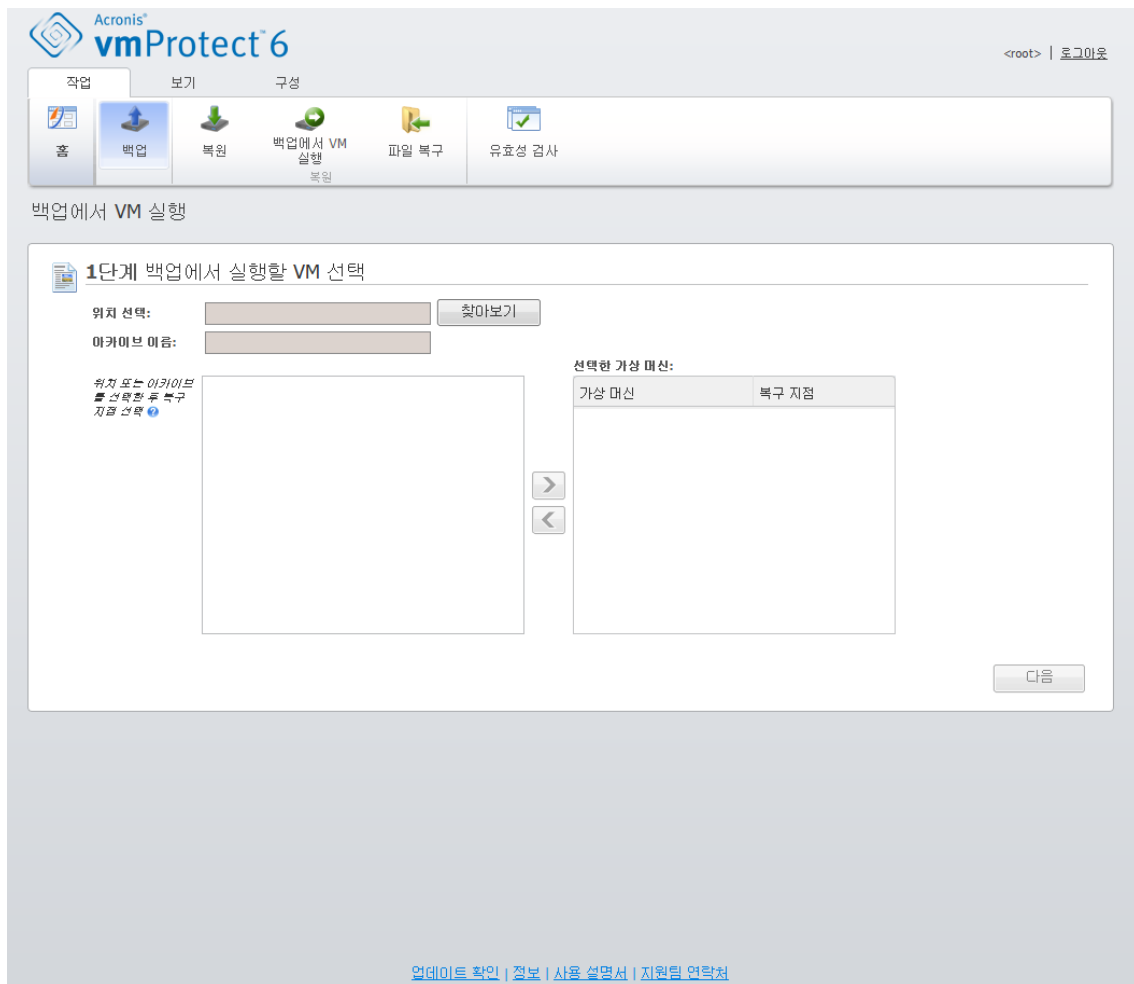 Acronis®
vmProtect™ 6
<root> | 로그아웃
작업 보기 구성
홈 백업 복원 백업에서 VM 실행 파일 복구 유효성 검사
복원
백업에서 VM 실행
1단계 백업에서 실행할 VM 선택
위치 선택: 찾아보기
아카이브 이름:
위치 또는 아카이브
를 선택한 후 복구
지점 선택
선택한 가상 머신:
가상 머신 복구 지점
다음
업데이트 확인 | 정보 | 사용 설명서 | 지원팀 연락처